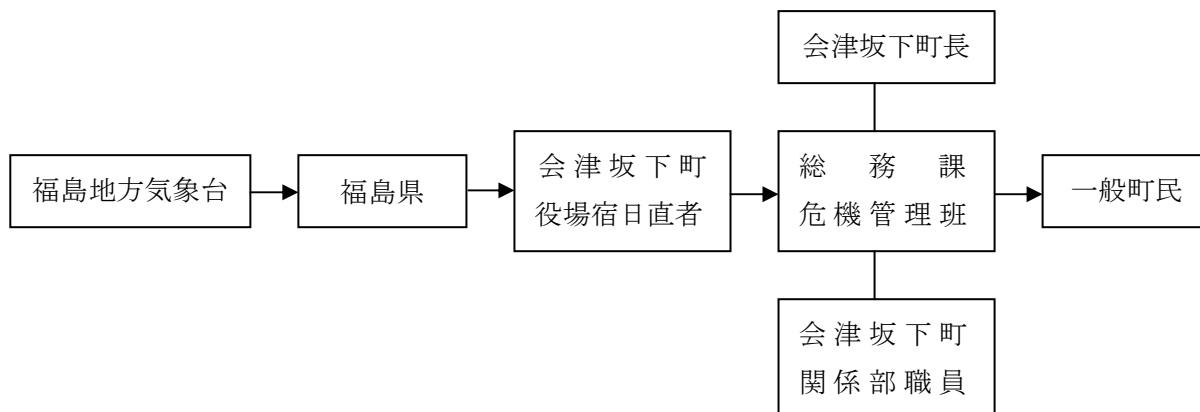 会津坂下町長
福島地方気象台
福島県
会津坂下町
役場宿日直者
総務課
危機管理班
一般町民
会津坂下町
関係部職員